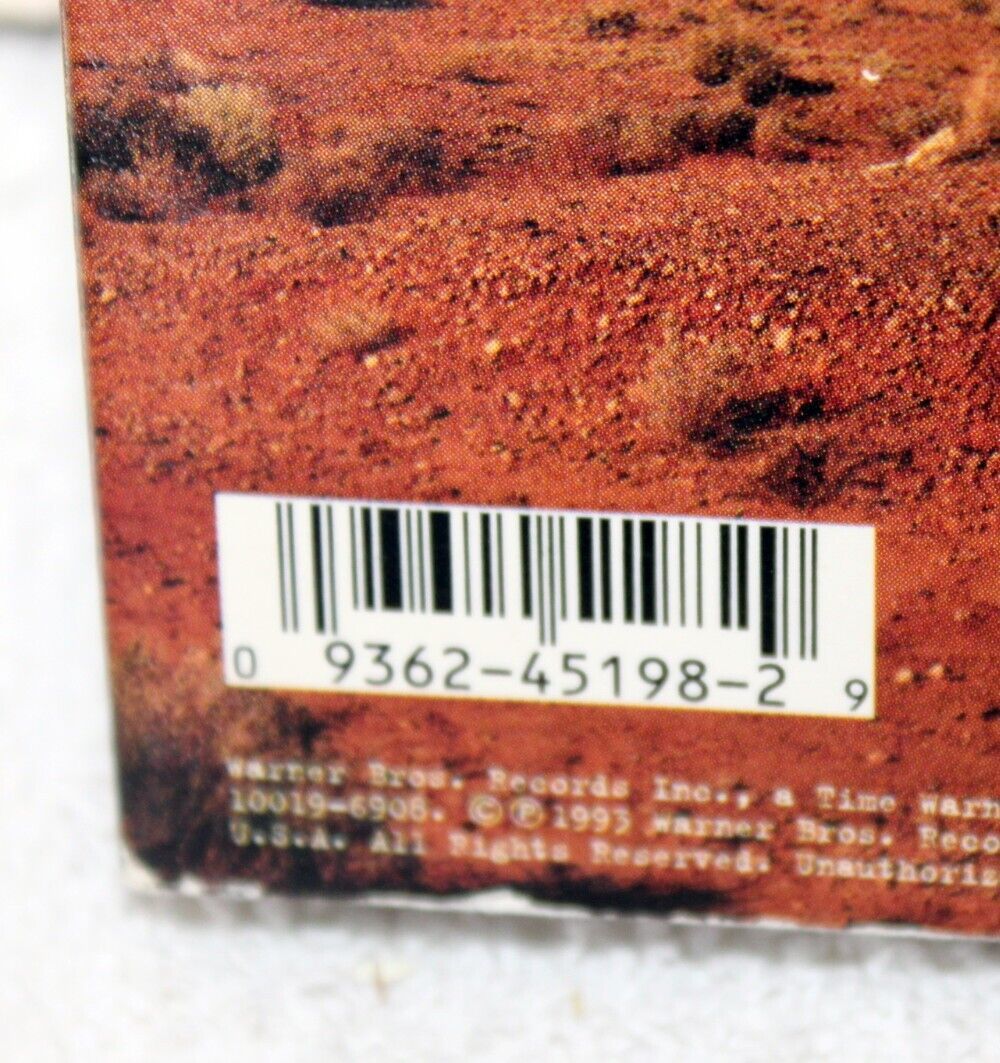 0 9362-45198-2 9
Warner Bros. Records Inc., a Time Warn
10019-6908. © ℗ 1993 Warner Bros. Reco
U.S.A. All Rights Reserved. Unauthoriz